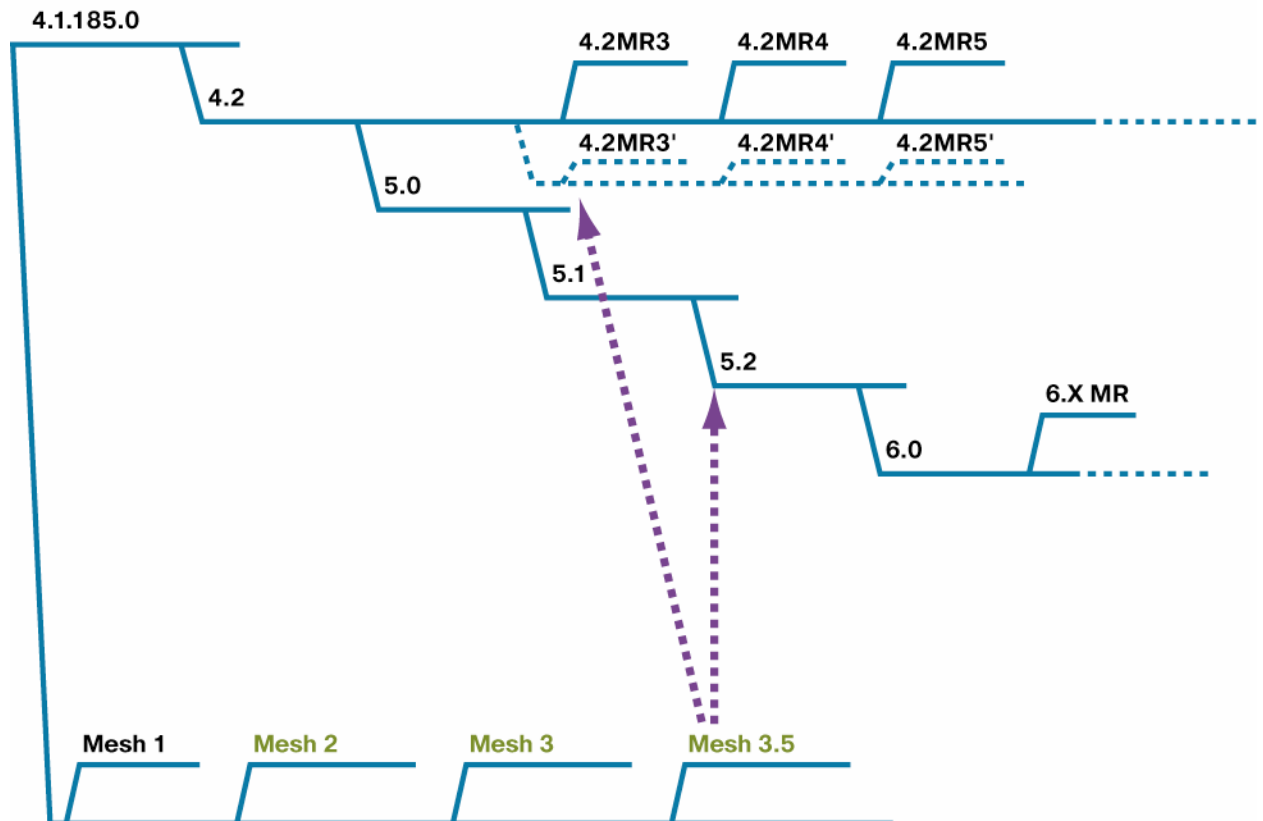 4.1.185.0
4.2MR3
4.2MR4
4.2MR5
4.2
4.2MR3'
4.2MR4'
4.2MR5'
5.0
5.1
5.2
6.X MR
6.0
Mesh 1
Mesh 2
Mesh 3
Mesh 3.5